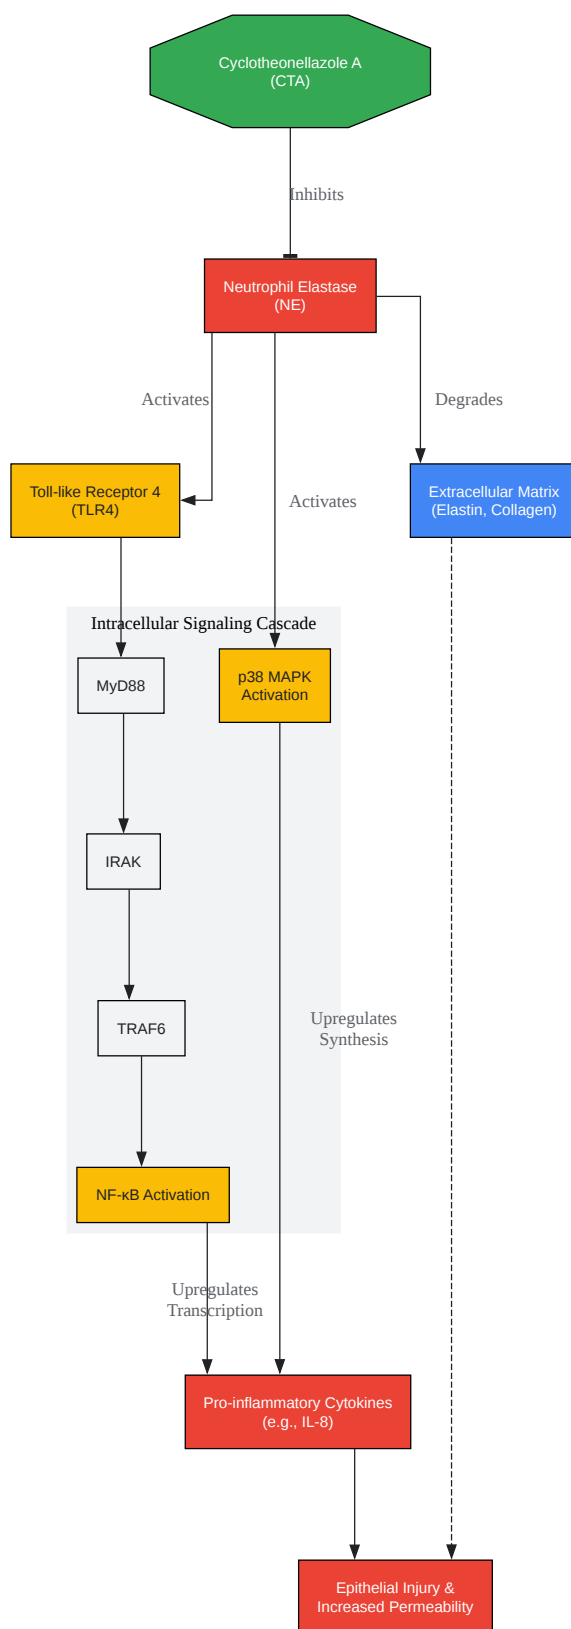 Cyclotheonellazole A
(CTA)
Inhibits
Neutrophil Elastase
(NE)
Activates
Degrades
Toll-like Receptor 4
(TLR4)
Activates
Extracellular Matrix
(Elastin, Collagen)
Intracellular Signaling Cascade
MyD88
p38 MAPK
Activation
IRAK
TRAF6
Upregulates
Synthesis
NF-κB Activation
Upregulates
Transcription
Pro-inflammatory Cytokines
(e.g., IL-8)
Epithelial Injury &
Increased Permeability